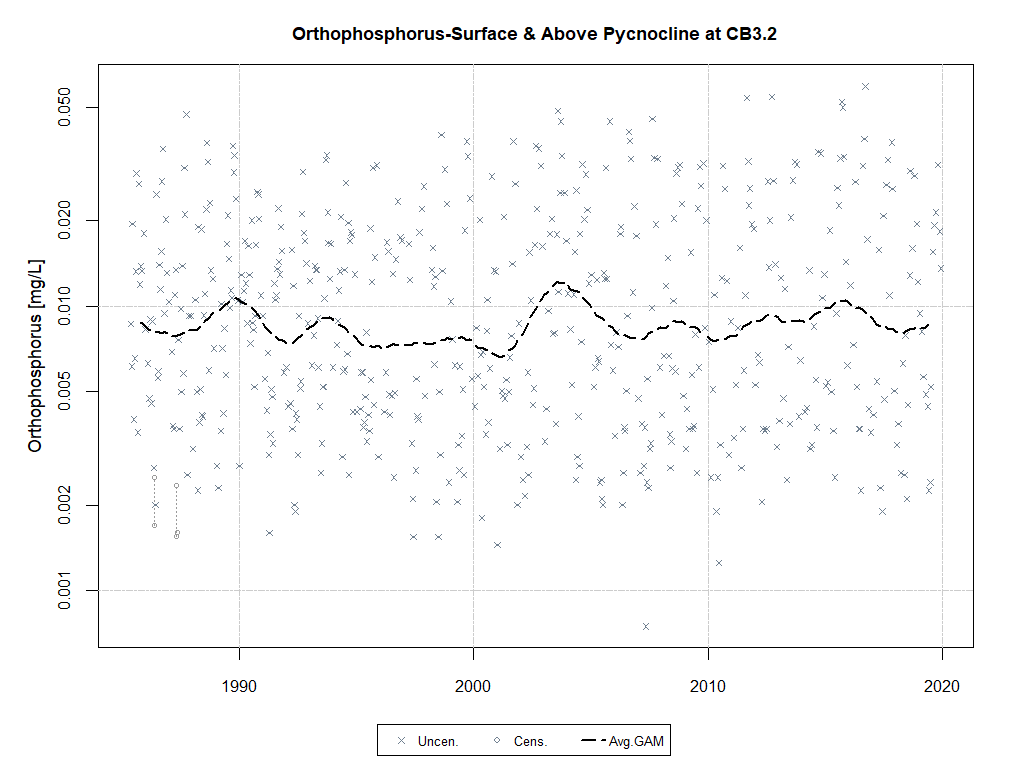 Orthophosphorus-Surface & Above Pycnocline at CB3.2
Orthophosphorus [mg/L]
0.050
0.020
0.010
0.005
0.002
0.001
1990 2000 2010 2020
Uncen. Cens. Avg.GAM